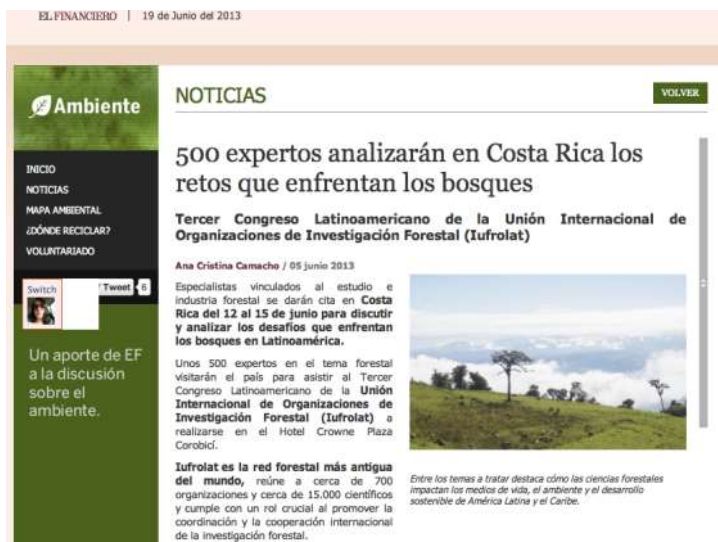 EL FINANCIERO | 19 de Junio del 2013
Ambiente
INICIO
NOTICIAS
MAPA AMBIENTAL
¿DÓNDE RECICLAR?
VOLUNTARIADO
Switch
Tweet 6
Un aporte de EF
a la discusión
sobre el
ambiente.
NOTICIAS
VOLVER
500 expertos analizarán en Costa Rica los
retos que enfrentan los bosques
Tercer Congreso Latinoamericano de la Unión Internacional de
Organizaciones de Investigación Forestal (Iufrolat)
Ana Cristina Camacho / 05 junio 2013
Especialistas vinculados al estudio e
industria forestal se darán cita en Costa
Rica del 12 al 15 de junio para discutir
y analizar los desafíos que enfrentan
los bosques en Latinoamérica.
Unos 500 expertos en el tema forestal
visitarán el país para asistir al Tercer
Congreso Latinoamericano de la Unión
Internacional de Organizaciones de
Investigación Forestal (Iufrolat) a
realizarse en el Hotel Crowne Plaza
Corobicí.
Iufrolat es la red forestal más antigua
del mundo, reúne a cerca de 700
organizaciones y cerca de 15.000 científicos
y cumple con un rol crucial al promover la
coordinación y la cooperación internacional
de la investigación forestal.
Entre los temas a tratar destaca cómo las ciencias forestales
impactan los medios de vida, el ambiente y el desarrollo
sostenible de América Latina y el Caribe.